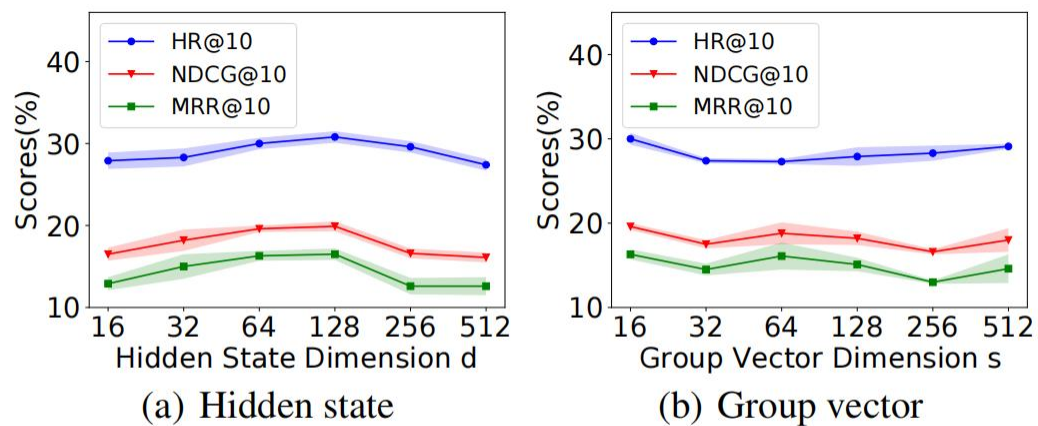 HR@10
NDCG@10
MRR@10
Scores(%)
40
30
20
10
16 32 64 128 256 512
Hidden State Dimension d
(a) Hidden state
HR@10
NDCG@10
MRR@10
Scores(%)
40
30
20
10
16 32 64 128 256 512
Group Vector Dimension s
(b) Group vector